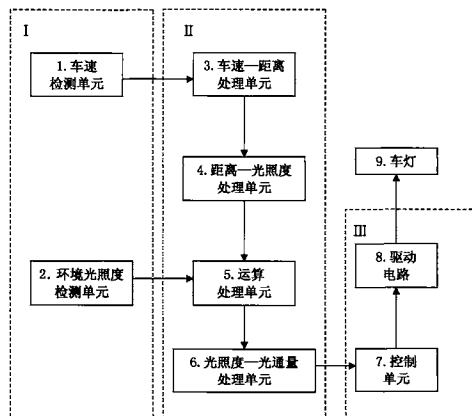 I
II
1.车速
检测单元
3.车速—距离
处理单元
4.距离—光照度
处理单元
9.车灯
III
2.环境光照度
检测单元
5.运算
处理单元
8.驱动
电路
6.光照度—光通量
处理单元
7.控制
单元